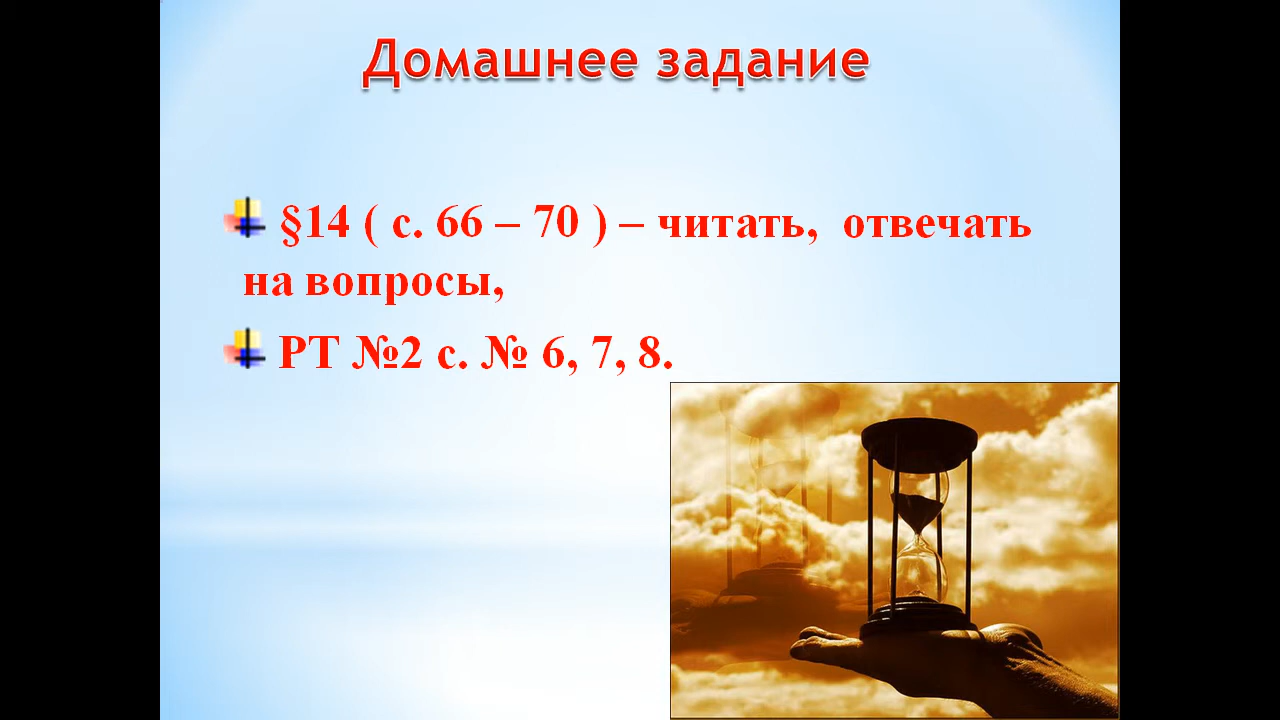 Домашнее задание
§14 ( с. 66 – 70 ) – читать, отвечать
на вопросы,
РТ №2 с. № 6, 7, 8.